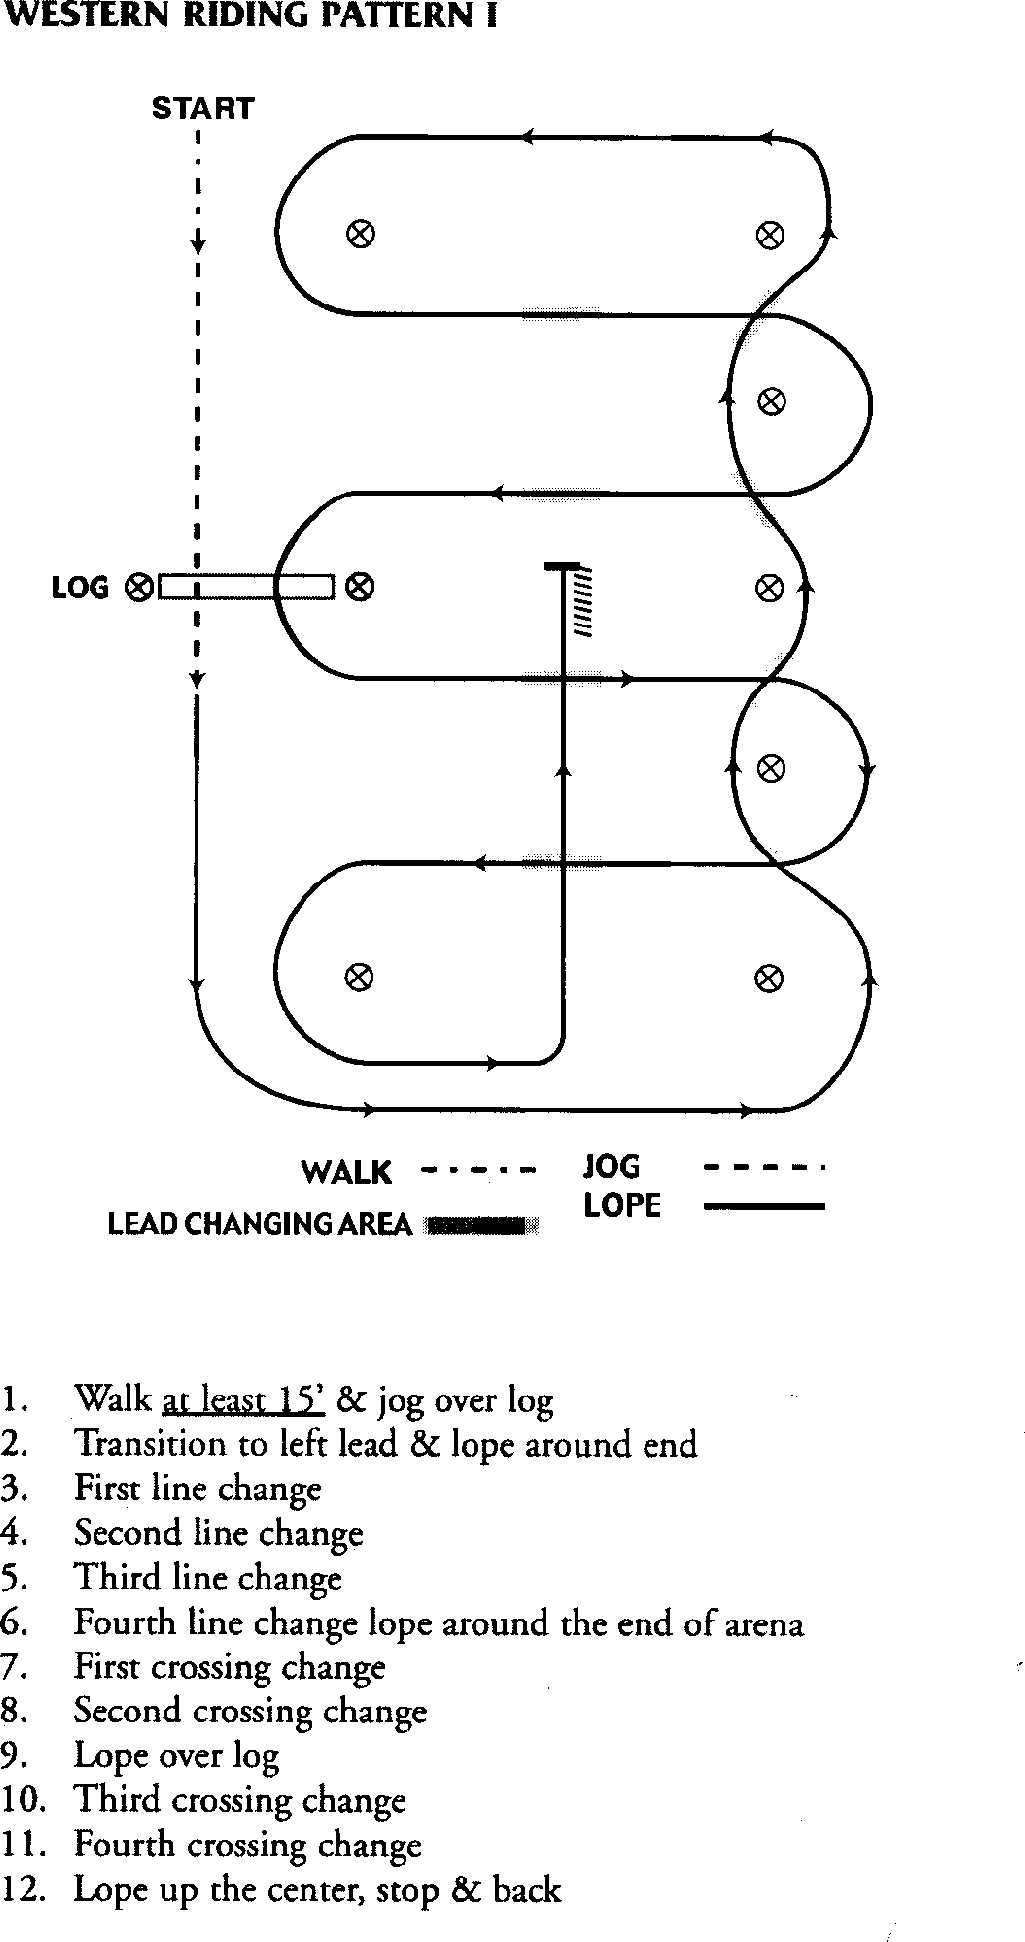 WESTERN RIDING PATTERN I
START
LOG
WALK
JOG
LOPE
LEAD CHANGING AREA
1. Walk at least 15' & jog over log
2. Transition to left lead & lope around end
3. First line change
4. Second line change
5. Third line change
6. Fourth line change lope around the end of arena
7. First crossing change
8. Second crossing change
9. Lope over log
10. Third crossing change
11. Fourth crossing change
12. Lope up the center, stop & back